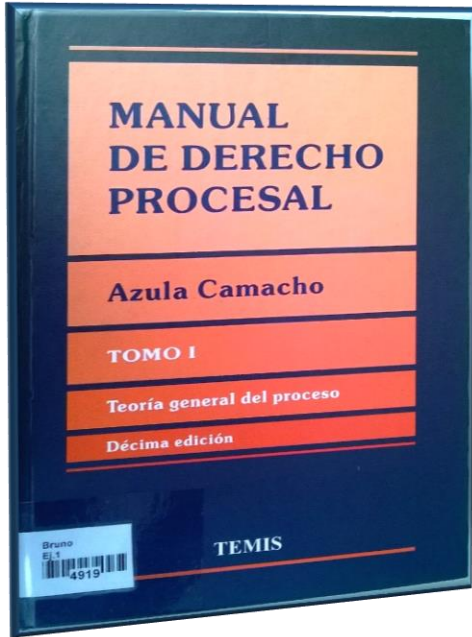 MANUAL
DE DERECHO
PROCESAL
Azula Camacho
TOMO I
Teoría general del proceso
Décima edición
Bruno
Ej.1
4919
TEMIS